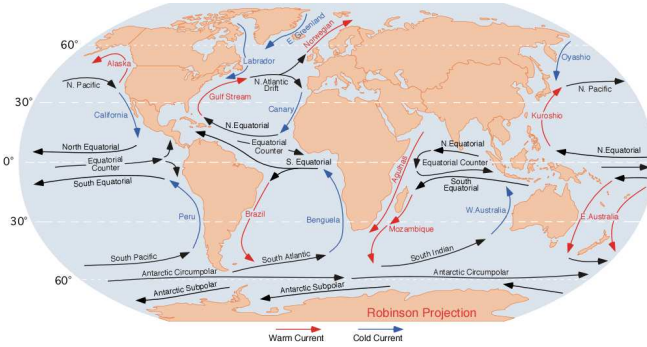 E. Greenland
Norwegian
60°
Alaska
Labrador
Oyashio
N. Pacific
N. Atlantic
Drift
N. Pacific
Gulf Stream
30°
California
Canary
Kuroshio
N. Equatorial
North Equatorial
Equatorial
Counter
N. Equatorial
N. Equatorial
0°
Equatorial
Counter
S. Equatorial
Equatorial Counter
South Equatorial
South
Equatorial
Agulhas
Peru
Brazil
Benguela
W. Australia
E. Australia
30°
Mozambique
South Pacific
South Atlantic
South Indian
60°
Antarctic Circumpolar
Antarctic Circumpolar
Antarctic Subpolar
Antarctic Subpolar
Robinson Projection
Warm Current
Cold Current